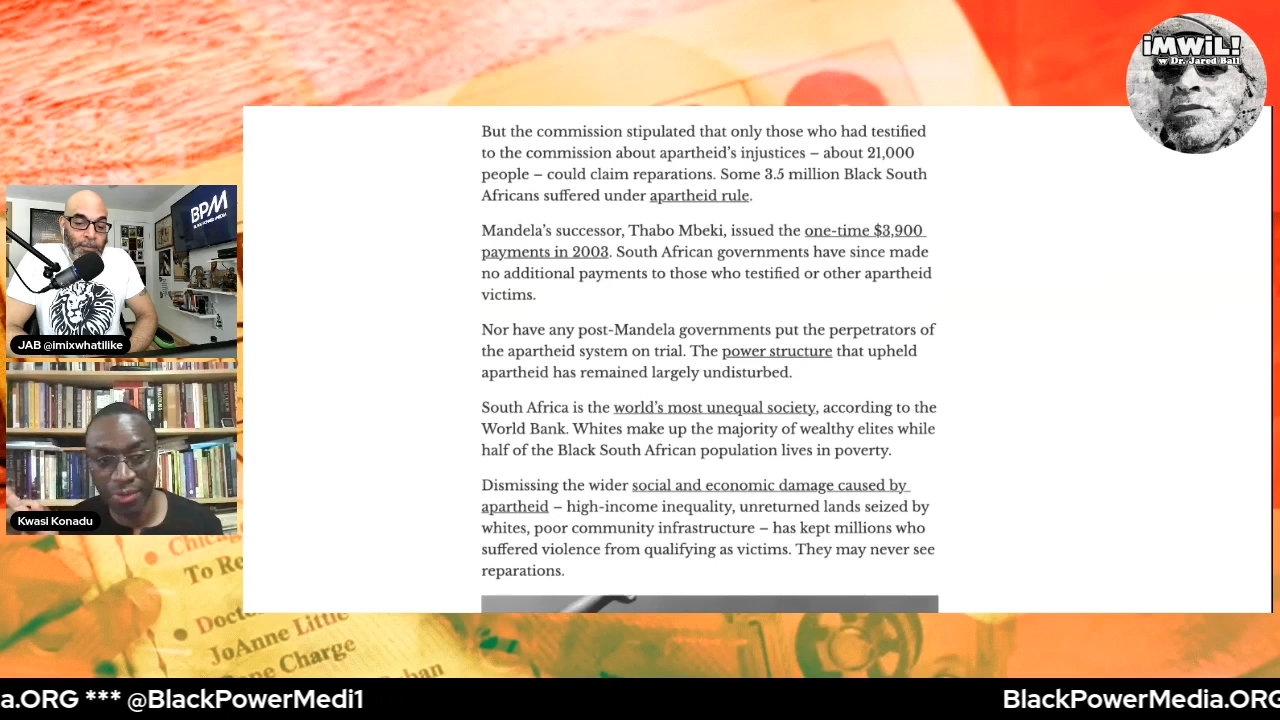 iMWiL!
w Dr. Jared Ball
BPM
BLACK POWER MEDIA
JAB @imixwhatilike
Kwasi Konadu
But the commission stipulated that only those who had testified
to the commission about apartheid’s injustices – about 21,000
people – could claim reparations. Some 3.5 million Black South
Africans suffered under apartheid rule.
Mandela’s successor, Thabo Mbeki, issued the one-time $3,900
payments in 2003. South African governments have since made
no additional payments to those who testified or other apartheid
victims.
Nor have any post-Mandela governments put the perpetrators of
the apartheid system on trial. The power structure that upheld
apartheid has remained largely undisturbed.
South Africa is the world’s most unequal society, according to the
World Bank. Whites make up the majority of wealthy elites while
half of the Black South African population lives in poverty.
Dismissing the wider social and economic damage caused by
apartheid – high-income inequality, unreturned lands seized by
whites, poor community infrastructure – has kept millions who
suffered violence from qualifying as victims. They may never see
reparations.
To Re
JoAnne Little
Charge
a.ORG *** @BlackPowerMedi1
BlackPowerMedia.ORG